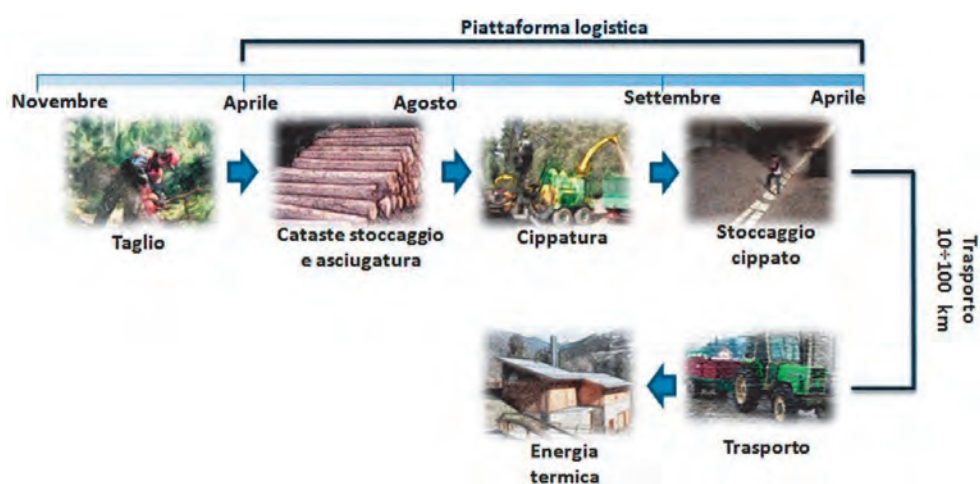 Piattaforma logistica
Novembre
Aprile
Agosto
Settembre
Aprile
Taglio
Cataste stoccaggio
e asciugatura
Cippatura
Stoccaggio
cippato
Trasporto
10÷100 km
Energia
termica
Trasporto